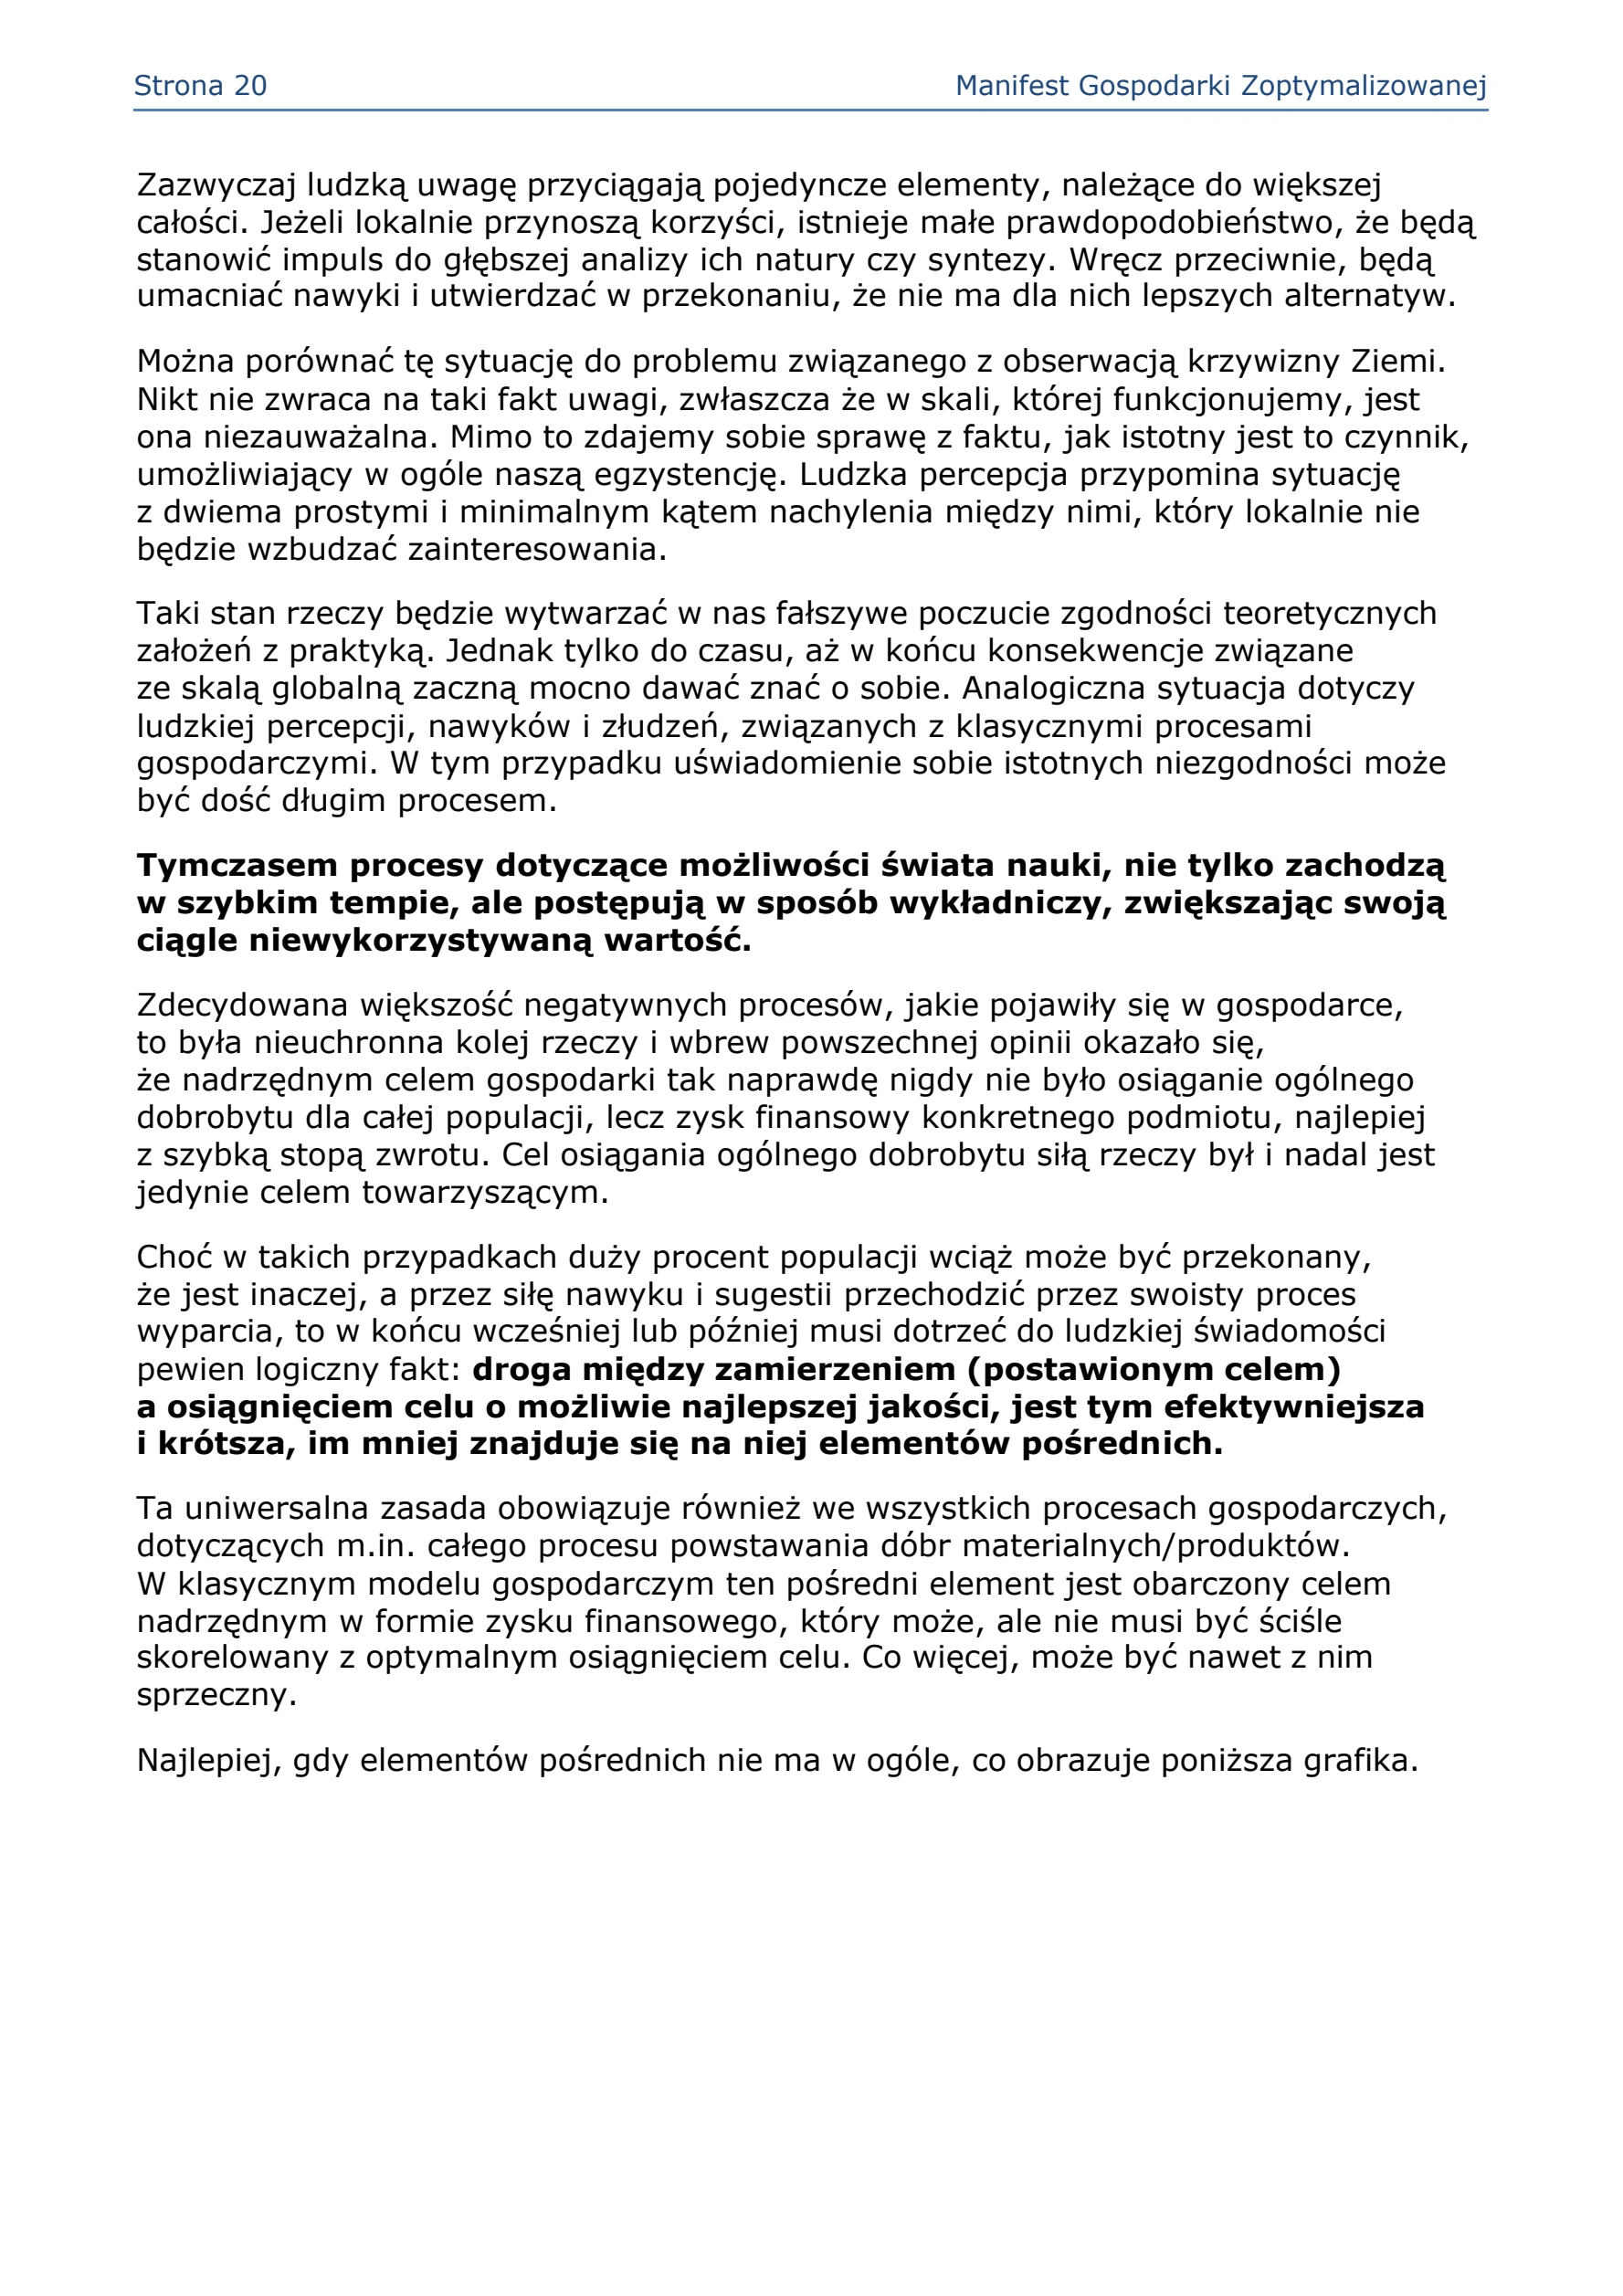 Strona 20
Manifest Gospodarki Zoptymalizowanej
Zazwyczaj ludzką uwagę przyciągają pojedyncze elementy, należące do większej
całości. Jeżeli lokalnie przynoszą korzyści, istnieje małe prawdopodobieństwo, że będą
stanowić impuls do głębszej analizy ich natury czy syntezy. Wręcz przeciwnie, będą
umacniać nawyki i utwierdzać w przekonaniu, że nie ma dla nich lepszych alternatyw.
Można porównać tę sytuację do problemu związanego z obserwacją krzywizny Ziemi.
Nikt nie zwraca na taki fakt uwagi, zwłaszcza że w skali, której funkcjonujemy, jest
ona niezauważalna. Mimo to zdajemy sobie sprawę z faktu, jak istotny jest to czynnik,
umożliwiający w ogóle naszą egzystencję. Ludzka percepcja przypomina sytuację
z dwiema prostymi i minimalnym kątem nachylenia między nimi, który lokalnie nie
będzie wzbudzać zainteresowania.
Taki stan rzeczy będzie wytwarzać w nas fałszywe poczucie zgodności teoretycznych
założeń z praktyką. Jednak tylko do czasu, aż w końcu konsekwencje związane
ze skalą globalną zaczną mocno dawać znać o sobie. Analogiczna sytuacja dotyczy
ludzkiej percepcji, nawyków i złudzeń, związanych z klasycznymi procesami
gospodarczymi. W tym przypadku uświadomienie sobie istotnych niezgodności może
być dość długim procesem.
Tymczasem procesy dotyczące możliwości świata nauki, nie tylko zachodzą
w szybkim tempie, ale postępują w sposób wykładniczy, zwiększając swoją
ciągle niewykorzystywaną wartość.
Zdecydowana większość negatywnych procesów, jakie pojawiły się w gospodarce,
to była nieuchronna kolej rzeczy i wbrew powszechnej opinii okazało się,
że nadrzędnym celem gospodarki tak naprawdę nigdy nie było osiąganie ogólnego
dobrobytu dla całej populacji, lecz zysk finansowy konkretnego podmiotu, najlepiej
z szybką stopą zwrotu. Cel osiągania ogólnego dobrobytu siłą rzeczy był i nadal jest
jedynie celem towarzyszącym.
Choć w takich przypadkach duży procent populacji wciąż może być przekonany,
że jest inaczej, a przez siłę nawyku i sugestii przechodzić przez swoisty proces
wyparcia, to w końcu wcześniej lub później musi dotrzeć do ludzkiej świadomości
pewien logiczny fakt: droga między zamierzeniem (postawionym celem)
a osiągnięciem celu o możliwie najlepszej jakości, jest tym efektywniejsza
i krótsza, im mniej znajduje się na niej elementów pośrednich.
Ta uniwersalna zasada obowiązuje również we wszystkich procesach gospodarczych,
dotyczących m.in. całego procesu powstawania dóbr materialnych/produktów.
W klasycznym modelu gospodarczym ten pośredni element jest obarczony celem
nadrzędnym w formie zysku finansowego, który może, ale nie musi być ściśle
skorelowany z optymalnym osiągnięciem celu. Co więcej, może być nawet z nim
sprzeczny.
Najlepiej, gdy elementów pośrednich nie ma w ogóle, co obrazuje poniższa grafika.